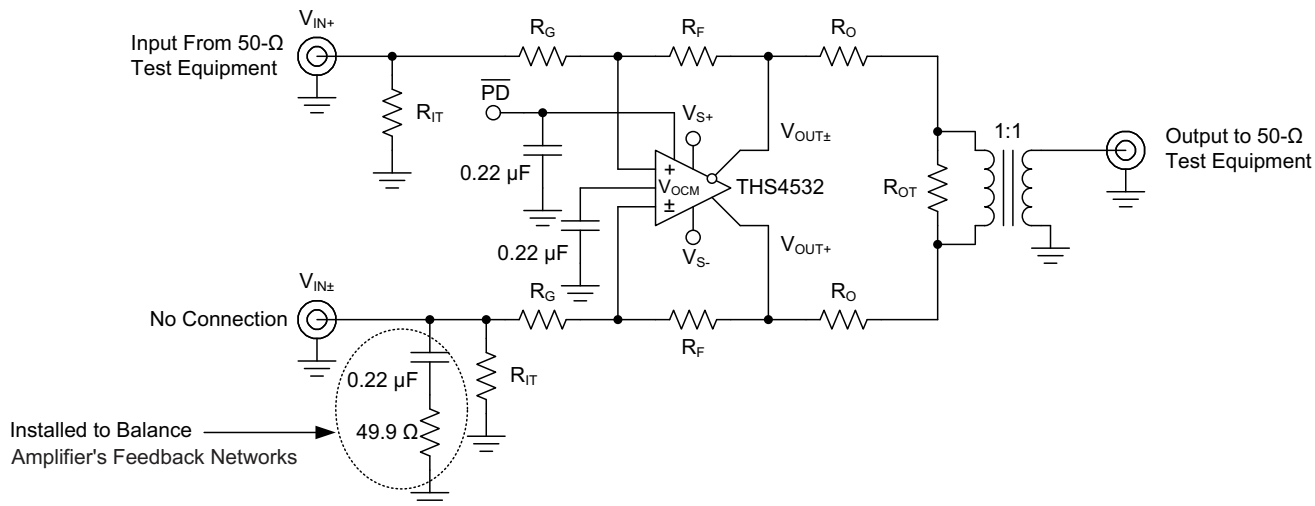 V_IN+
Input From 50-Ω
Test Equipment
R_G
R_F
R_O
R_IT
PD
0.22 µF
V_S+
V_OUT±
1:1
Output to 50-Ω
Test Equipment
+
V_OCM
±
THS4532
R_OT
0.22 µF
V_S-
V_OUT+
V_IN±
No Connection
R_G
R_F
R_O
0.22 µF
R_IT
49.9 Ω
Installed to Balance
Amplifier's Feedback Networks